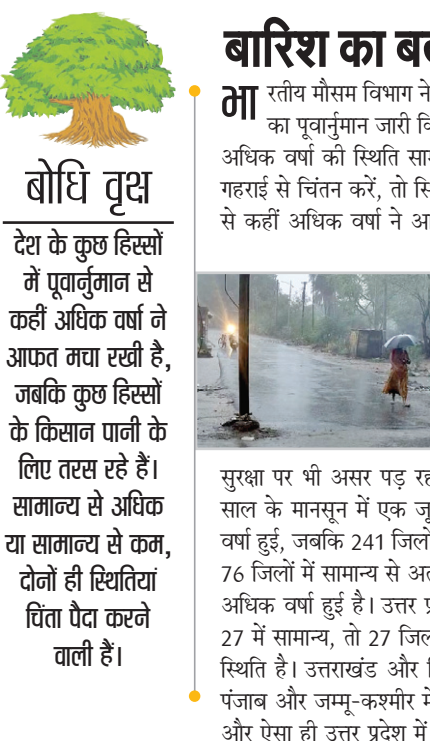 बोधि वृक्ष
देश के कुछ हिस्सों
में पूवार्नुमान से
कहीं अधिक वर्षा ने
आफत मचा रखी है,
जबकि कुछ हिस्सों
के किसान पानी के
लिए तरस रहे हैं।
सामान्य से अधिक
या सामान्य से कम,
दोनों ही स्थितियां
चिंता पैदा करने
वाली हैं।
बारिश का
भारतीय मौसम विभाग ने
का पूवार्नुमान जारी
अधिक वर्षा की स्थिति
गहराई से चिंतन करें, तो
से कहीं अधिक वर्षा ने
सुरक्षा पर भी असर पड़
साल के मानसून में एक
वर्षा हुई, जबकि 241 जिलों
76 जिलों में सामान्य से
अधिक वर्षा हुई है। उत्तर
27 में सामान्य, तो 27
स्थिति है। उत्तराखंड और
पंजाब और जम्मू-कश्मीर
और ऐसा ही उत्तर प्रदेश में